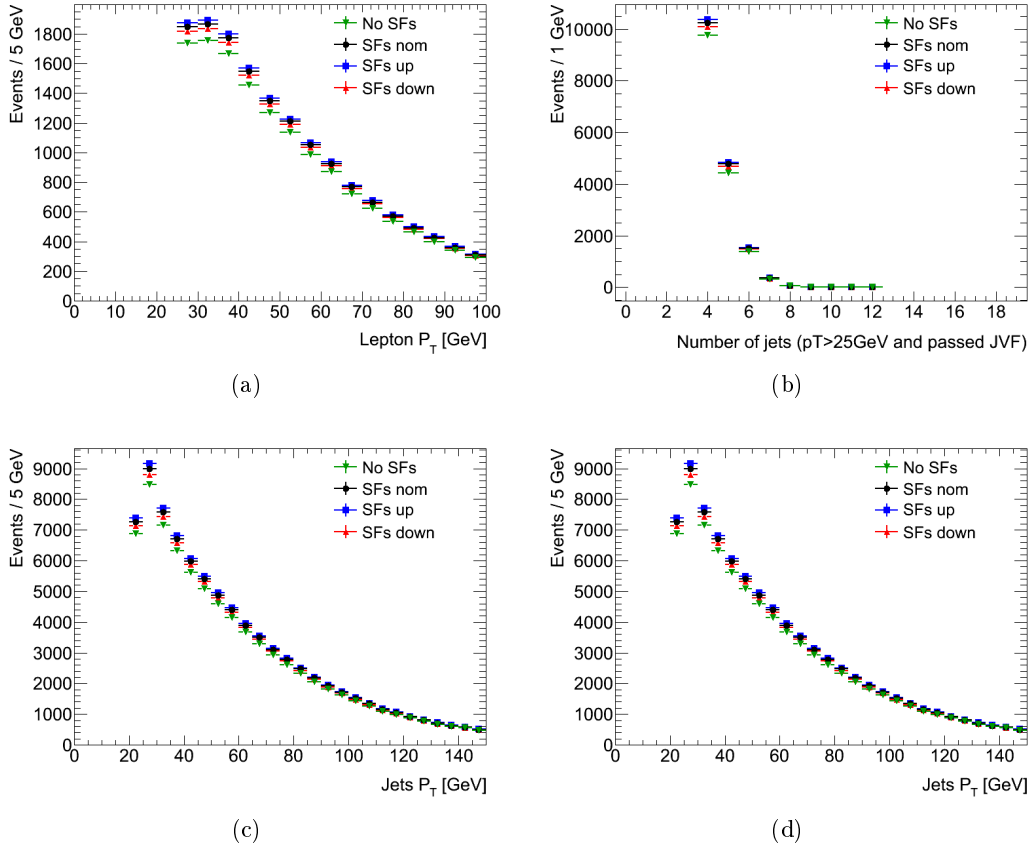 Events / 5 GeV
1800
1600
1400
1200
1000
800
600
400
200
0
0 10 20 30 40 50 60 70 80 90 100
Lepton P_T [GeV]
No SFs
SFs nom
SFs up
SFs down
(a)
Events / 1 GeV
10000
8000
6000
4000
2000
0
0 2 4 6 8 10 12 14 16 18
Number of jets (pT>25GeV and passed JVF)
No SFs
SFs nom
SFs up
SFs down
(b)
Events / 5 GeV
9000
8000
7000
6000
5000
4000
3000
2000
1000
0
0 20 40 60 80 100 120 140
Jets P_T [GeV]
No SFs
SFs nom
SFs up
SFs down
(c)
Events / 5 GeV
9000
8000
7000
6000
5000
4000
3000
2000
1000
0
0 20 40 60 80 100 120 140
Jets P_T [GeV]
No SFs
SFs nom
SFs up
SFs down
(d)